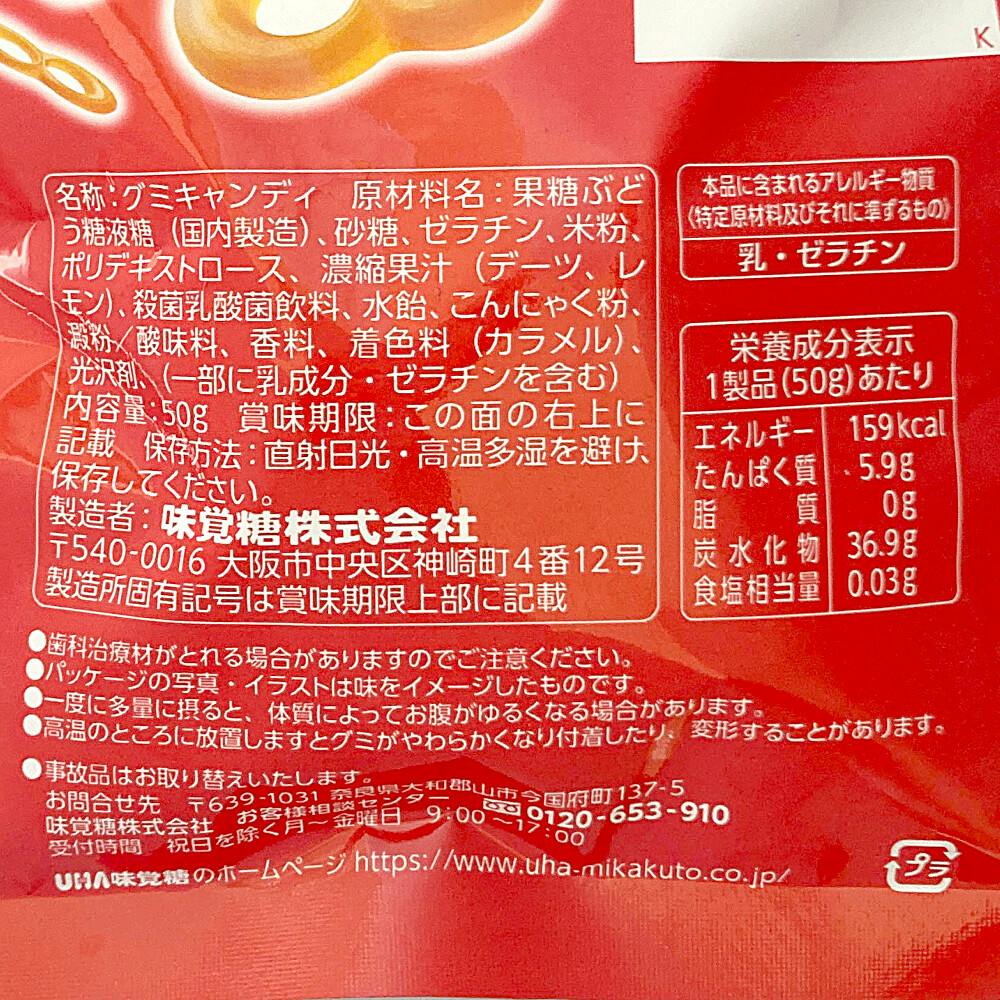 K
名称：グミキャンディ　原材料名：果糖ぶど
う糖液糖（国内製造）、砂糖、ゼラチン、米粉、
ポリデキストロース、濃縮果汁（デーツ、レ
モン）、殺菌乳酸菌飲料、水飴、こんにゃく粉、
澱粉／酸味料、香料、着色料（カラメル）、
光沢剤、（一部に乳成分・ゼラチンを含む）
内容量：50g　賞味期限：この面の右上に
記載　保存方法：直射日光・高温多湿を避け、
保存してください。
製造者：味覚糖株式会社
〒540-0016 大阪市中央区神崎町4番12号
製造所固有記号は賞味期限上部に記載
本品に含まれるアレルギー物質
《特定原材料及びそれに準ずるもの》
乳・ゼラチン
栄養成分表示
1製品(50g)あたり
エネルギー 159kcal
たんぱく質 5.9g
脂質 0g
炭水化物 36.9g
食塩相当量 0.03g
●歯科治療材がとれる場合がありますのでご注意ください。
●パッケージの写真・イラストは味をイメージしたものです。
●一度に多量に摂ると、体質によってお腹がゆるくなる場合があります。
●高温のところに放置しますとグミがやわらかくなり付着したり、変形することがあります。
●事故品はお取り替えいたします。
お問合せ先　〒639-1031 奈良県大和郡山市今国府町137-5
味覚糖株式会社　お客様相談センター　0120-653-910
受付時間　祝日を除く月〜金曜日　9：00〜17：00
UHA味覚糖のホームページ https://www.uha-mikakuto.co.jp/
プラ